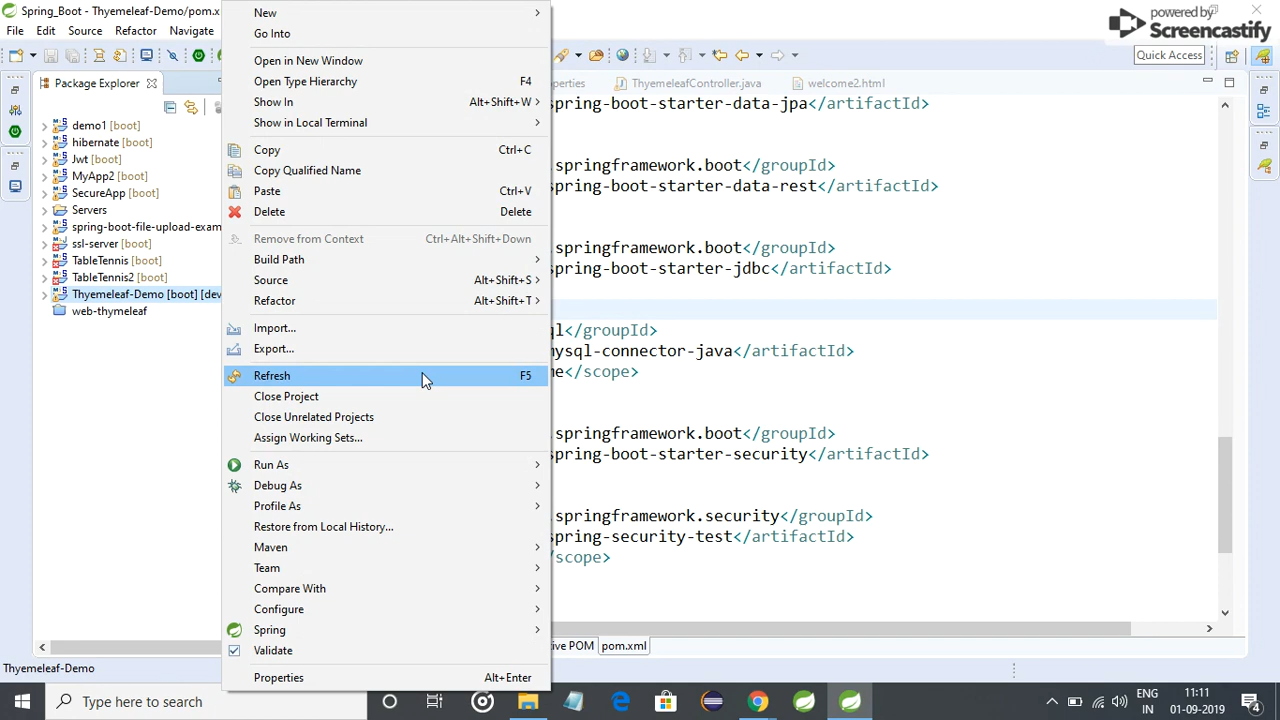 Spring_Boot - Thymeleaf-Demo/pom.x
powered by
Screencastify
File Edit Source Refactor Navigate
Quick Access
Package Explorer
operties
ThymeleafController.java
welcome2.html
demo1 [boot]
hibernate [boot]
Jwt [boot]
MyApp2 [boot]
SecureApp [boot]
Servers
spring-boot-file-upload-exam
ssl-server [boot]
TableTennis [boot]
TableTennis2 [boot]
Thymeleaf-Demo [boot] [dev
web-thymeleaf
New
Go Into
Open in New Window
Open Type Hierarchy F4
Show In Alt+Shift+W
Show in Local Terminal
Copy Ctrl+C
Copy Qualified Name
Paste Ctrl+V
Delete Delete
Remove from Context Ctrl+Alt+Shift+Down
Build Path
Source Alt+Shift+S
Refactor Alt+Shift+T
Import...
Export...
Refresh F5
Close Project
Close Unrelated Projects
Assign Working Sets...
Run As
Debug As
Profile As
Restore from Local History...
Maven
Team
Compare With
Configure
Spring
Validate
Properties Alt+Enter
spring-boot-starter-data-jpa</artifactId>
.springframework.boot</groupId>
spring-boot-starter-data-rest</artifactId>
.springframework.boot</groupId>
spring-boot-starter-jdbc</artifactId>
ql</groupId>
mysql-connector-java</artifactId>
me</scope>
.springframework.boot</groupId>
spring-boot-starter-security</artifactId>
.springframework.security</groupId>
spring-security-test</artifactId>
/scope>
ive POM pom.xml
Thymeleaf-Demo
Type here to search
ENG
IN
11:11
01-09-2019
4